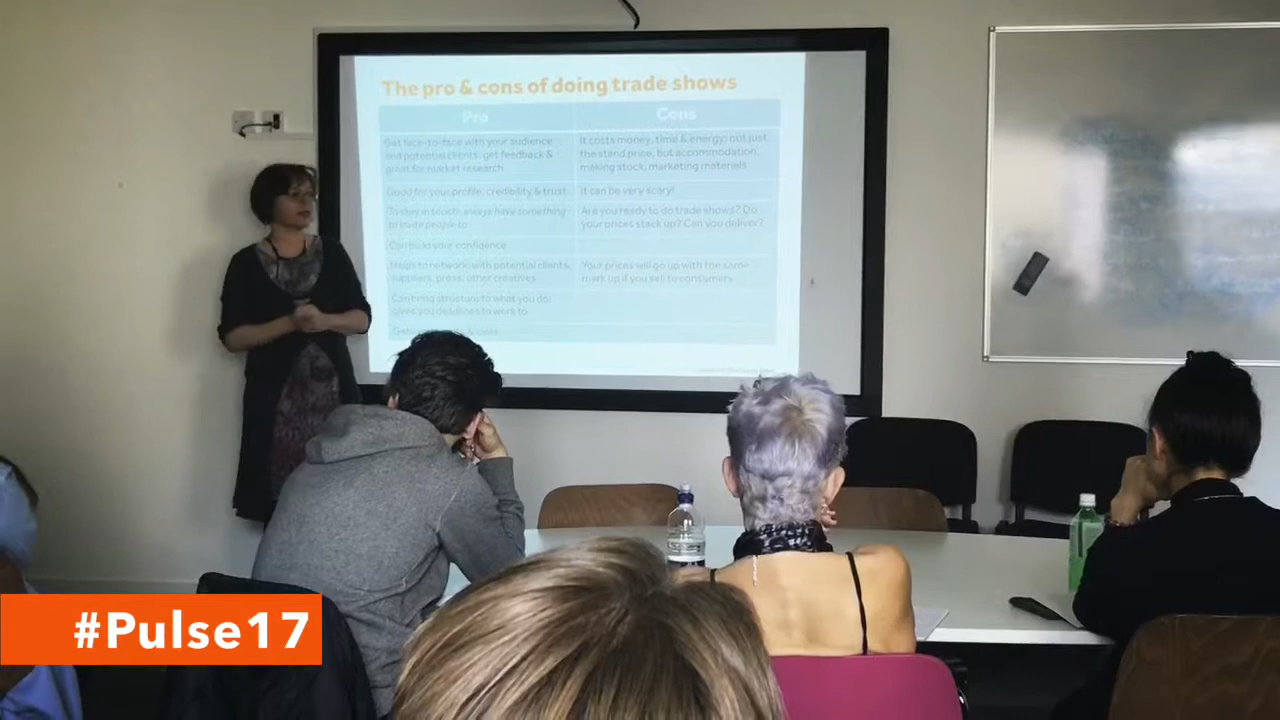 The pro & cons of doing trade shows
Pro
Cons
Get face-to-face with your audience
and potential clients: get feedback &
great for market research
It costs money, time & energy: not just
the stand price, but accommodation,
making stock, marketing materials
Good for your profile, credibility & trust
It can be very scary!
To stay in touch: always have something
to invite people to
Are you ready to do trade shows? Do
your prices stack up? Can you deliver?
Can build your confidence
Helps to network: with potential clients,
suppliers, press, other creatives
Your prices will go up with the same
mark up if you sell to consumers
Can bring structure to what you do:
gives you deadlines to work to
Gets & sales
#Pulse17